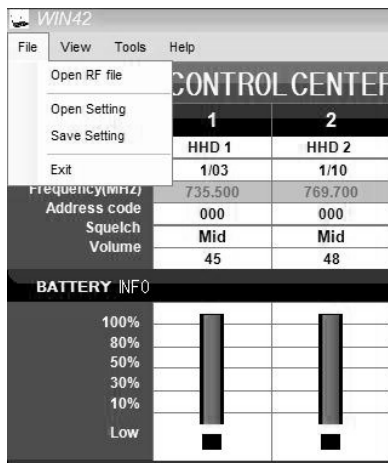 WIN42
File View Tools Help
Open RF file
CONTROL CENTER
Open Setting
1 2
Save Setting
HHD 1 HHD 2
Exit
1/03 1/10
Frequency(MHz) 735.500 769.700
Address code 000 000
Squelch Mid Mid
Volume 45 48
BATTERY INFO
100%
80%
50%
30%
10%
Low